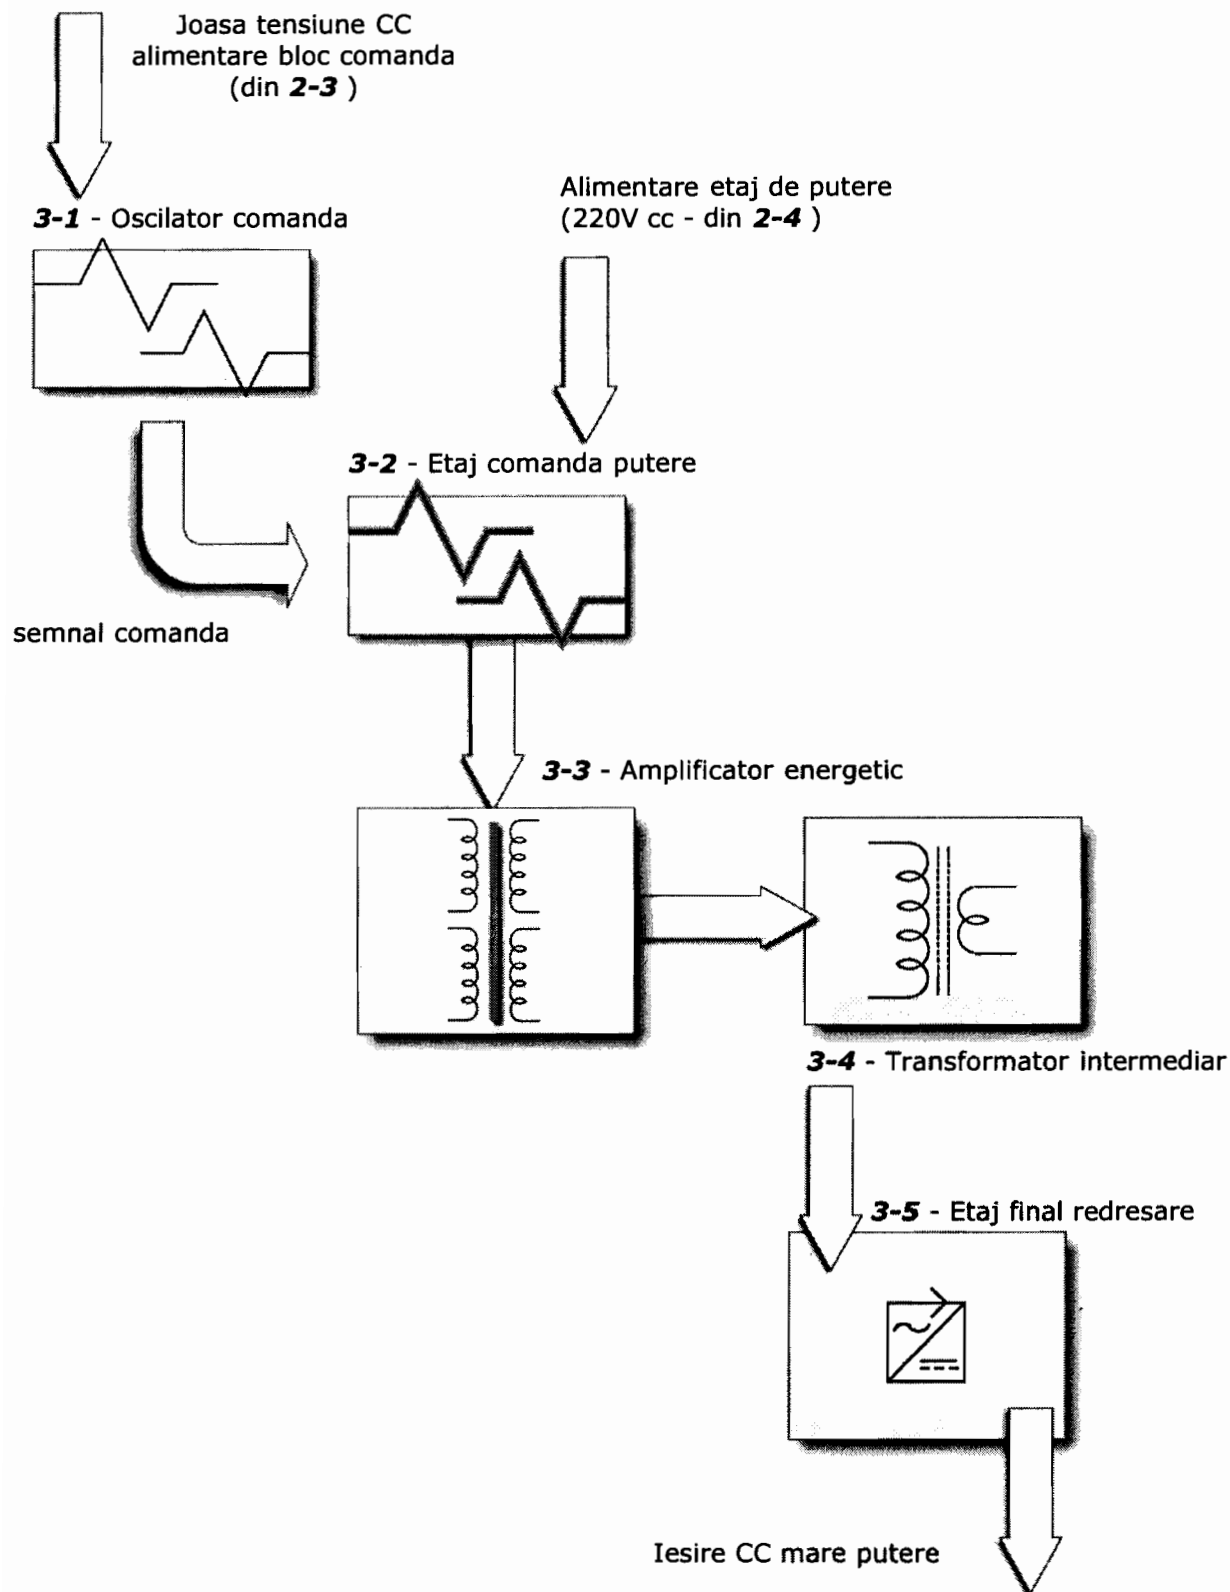 Joasa tensiune CC
alimentare bloc comanda
(din 2-3 )
3-1 - Oscilator comanda
Alimentare etaj de putere
(220V cc - din 2-4 )
3-2 - Etaj comanda putere
semnal comanda
3-3 - Amplificator energetic
3-4 - Transformator intermediar
3-5 - Etaj final redresare
Iesire CC mare putere